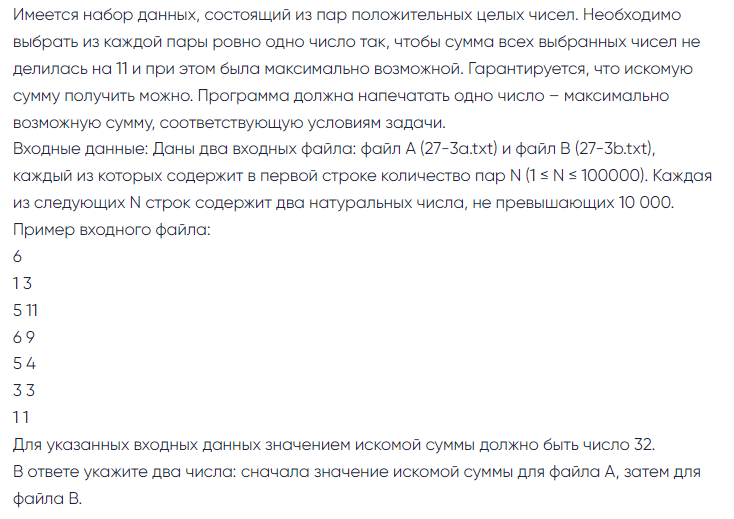 Имеется набор данных, состоящий из пар положительных целых чисел. Необходимо
выбрать из каждой пары ровно одно число так, чтобы сумма всех выбранных чисел не
делилась на 11 и при этом была максимально возможной. Гарантируется, что искомую
сумму получить можно. Программа должна напечатать одно число – максимально
возможную сумму, соответствующую условиям задачи.
Входные данные: Даны два входных файла: файл A (27-3a.txt) и файл B (27-3b.txt),
каждый из которых содержит в первой строке количество пар N (1 ≤ N ≤ 100000). Каждая
из следующих N строк содержит два натуральных числа, не превышающих 10 000.
Пример входного файла:
6
1 3
5 11
6 9
5 4
3 3
1 1
Для указанных входных данных значением искомой суммы должно быть число 32.
В ответе укажите два числа: сначала значение искомой суммы для файла А, затем для
файла B.